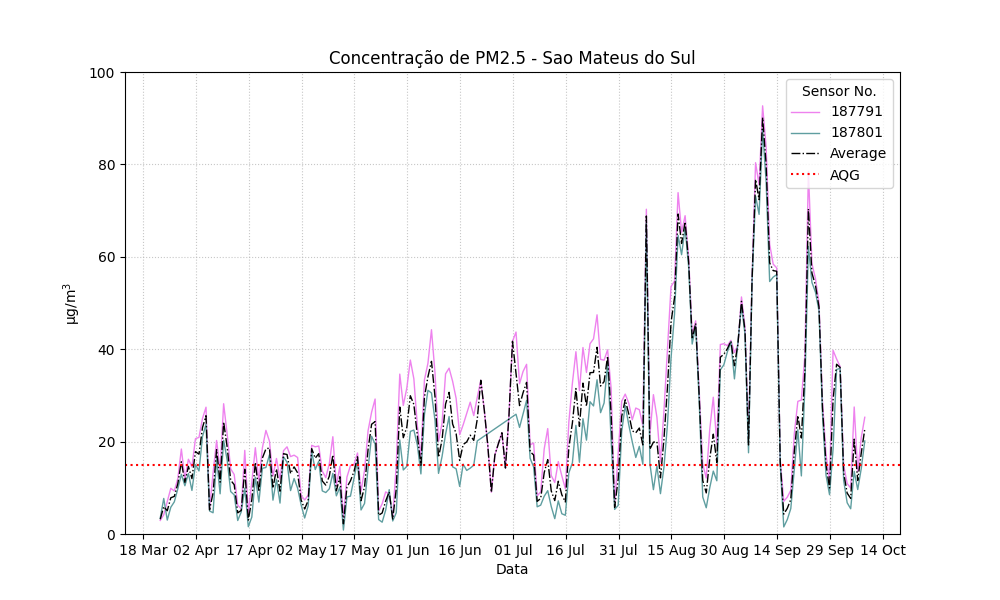 Concentração de PM2.5 - Sao Mateus do Sul
100
80
60
40
20
0
µg/m³
Sensor No.
187791
187801
Average
AQG
18 Mar 02 Apr 17 Apr 02 May 17 May 01 Jun 16 Jun 01 Jul 16 Jul 31 Jul 15 Aug 30 Aug 14 Sep 29 Sep 14 Oct
Data